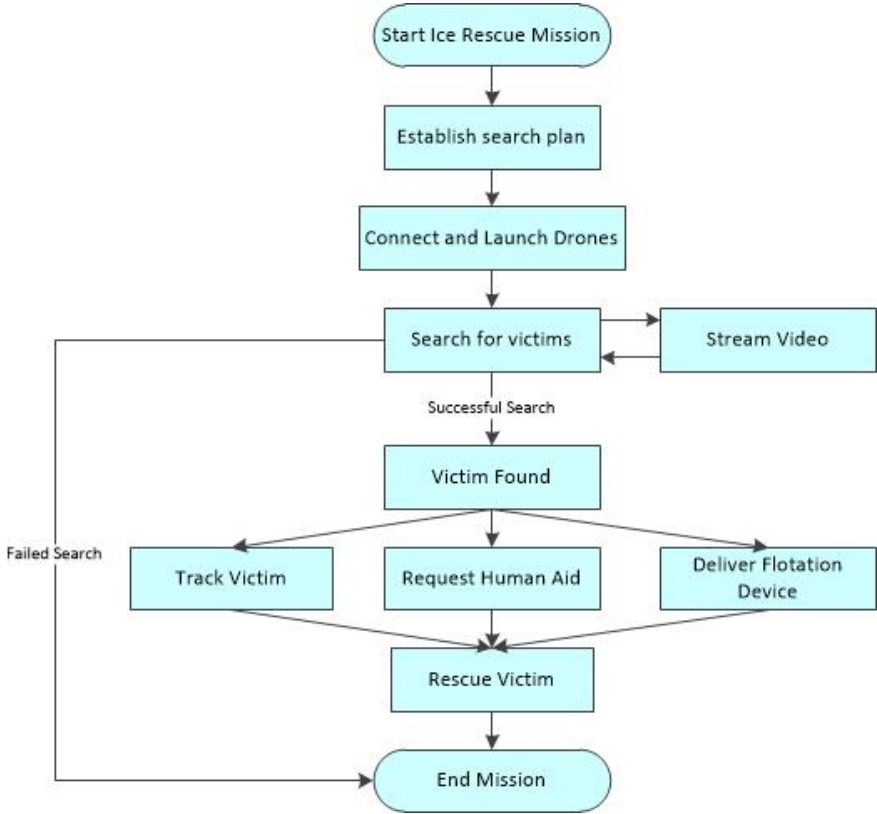 Start Ice Rescue Mission
Establish search plan
Connect and Launch Drones
Search for victims
Stream Video
Successful Search
Victim Found
Failed Search
Track Victim
Request Human Aid
Deliver Flotation
Device
Rescue Victim
End Mission